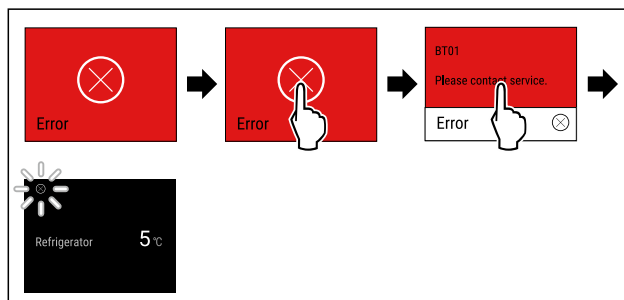 Error
Error
BT01
Please contact service.
Error
Refrigerator 5 °C